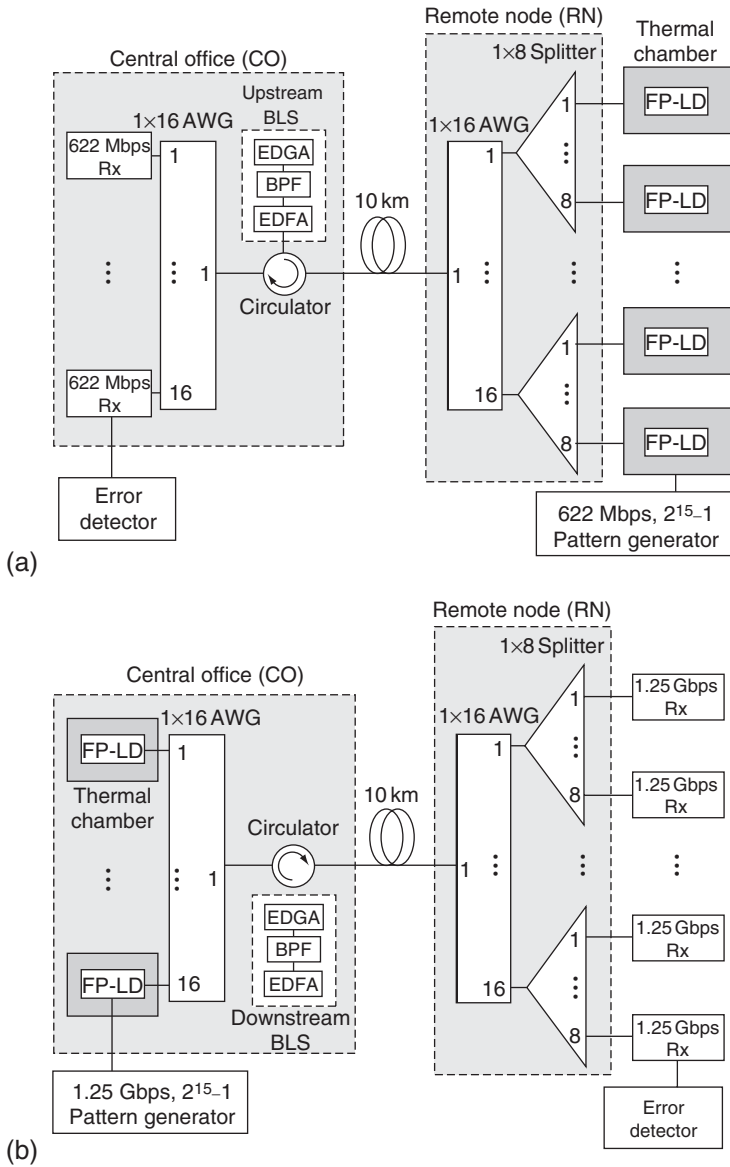 Remote node (RN)
Thermal
chamber
Central office (CO)
1×8 Splitter
Upstream
BLS
1×16 AWG
1×16 AWG
FP-LD
622 Mbps
Rx
1
EDGA
BPF
EDFA
10 km
1
1
8
FP-LD
1
Circulator
1
FP-LD
622 Mbps
Rx
16
16
1
8
FP-LD
Error
detector
622 Mbps, 2¹⁵–1
Pattern generator
(a)
Remote node (RN)
1×8 Splitter
Central office (CO)
1×16 AWG
1×16 AWG
1
1.25 Gbps
Rx
FP-LD
1
1
Thermal
chamber
10 km
8
1.25 Gbps
Rx
Circulator
1
1
EDGA
BPF
EDFA
1
1.25 Gbps
Rx
FP-LD
16
16
Downstream
BLS
8
1.25 Gbps
Rx
1.25 Gbps, 2¹⁵–1
Pattern generator
Error
detector
(b)